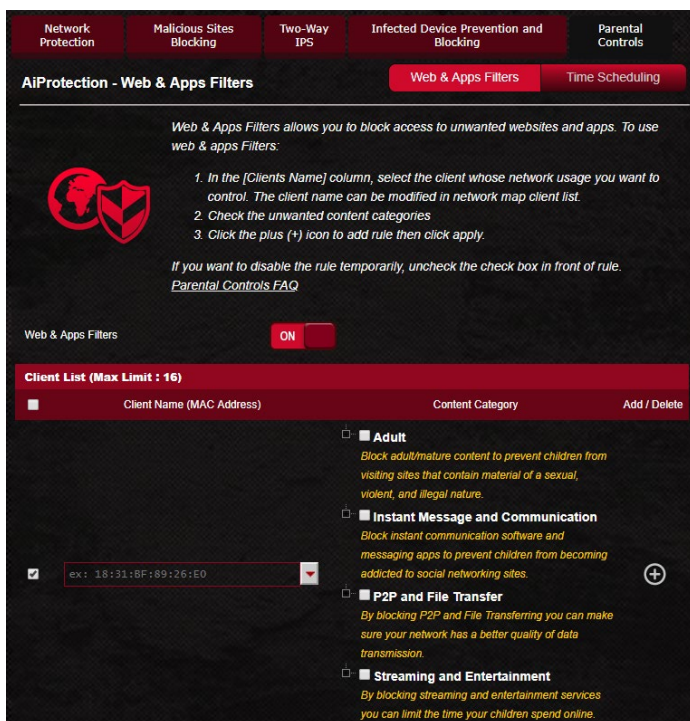 Network Protection
Malicious Sites Blocking
Two-Way IPS
Infected Device Prevention and Blocking
Parental Controls
AiProtection - Web & Apps Filters
Web & Apps Filters
Time Scheduling
Web & Apps Filters allows you to block access to unwanted websites and apps. To use
web & apps Filters:
1. In the [Clients Name] column, select the client whose network usage you want to
control. The client name can be modified in network map client list.
2. Check the unwanted content categories
3. Click the plus (+) icon to add rule then click apply.
If you want to disable the rule temporarily, uncheck the check box in front of rule.
Parental Controls FAQ
Web & Apps Filters
ON
Client List (Max Limit : 16)
Client Name (MAC Address)
Content Category
Add / Delete
Adult
Block adult/mature content to prevent children from
visiting sites that contain material of a sexual,
violent, and illegal nature.
Instant Message and Communication
Block instant communication software and
messaging apps to prevent children from becoming
addicted to social networking sites.
ex: 18:31:BF:89:26:E0
P2P and File Transfer
By blocking P2P and File Transferring you can make
sure your network has a better quality of data
transmission.
Streaming and Entertainment
By blocking streaming and entertainment services
you can limit the time your children spend online.